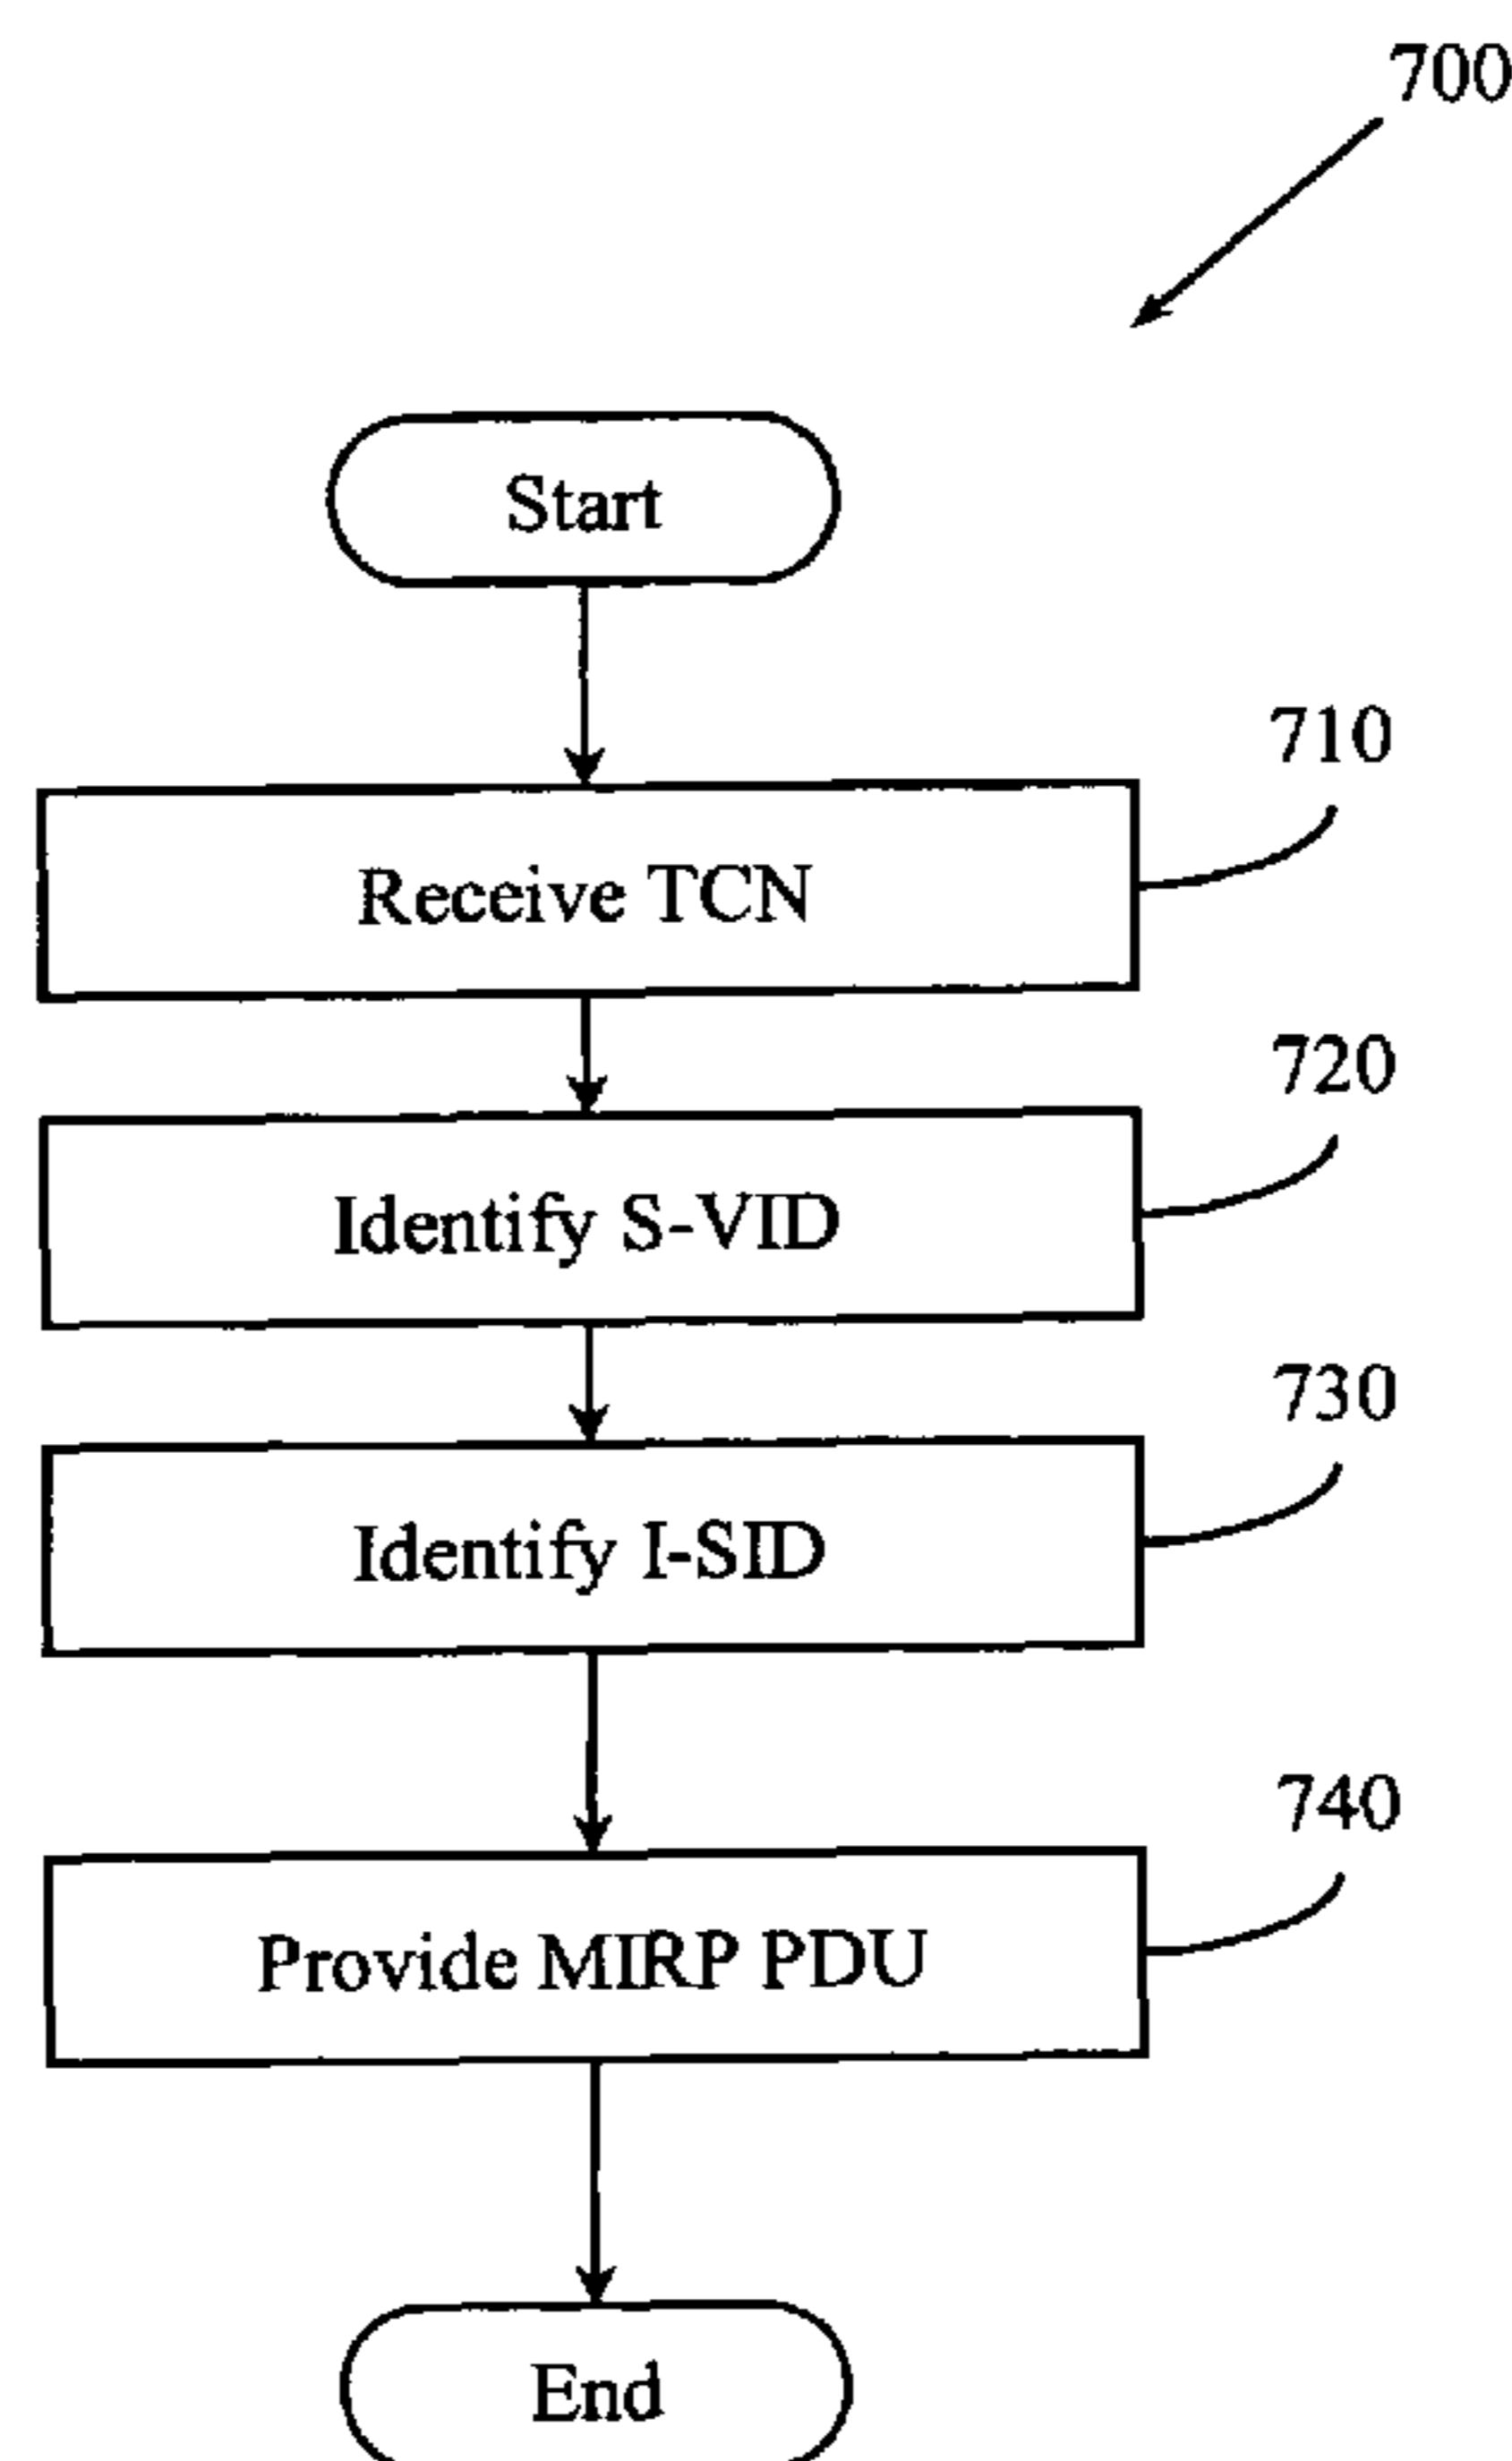 700
Start
710
Receive TCN
720
Identify S-VID
730
Identify I-SID
740
Provide MIRP PDU
End